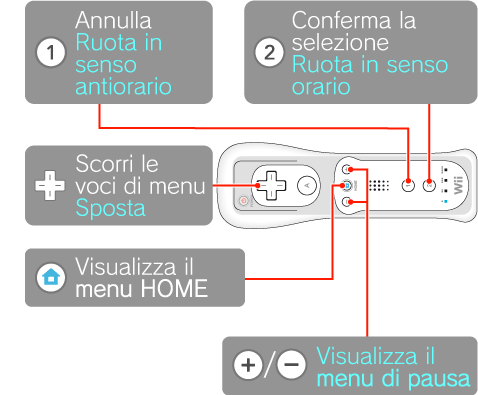 1
Annulla
Ruota in
senso
antiorario
2
Conferma la
selezione
Ruota in senso
orario
Scorri le
voci di menu
Sposta
A
Wii
Visualizza il
menu HOME
+/−
Visualizza il
menu di pausa